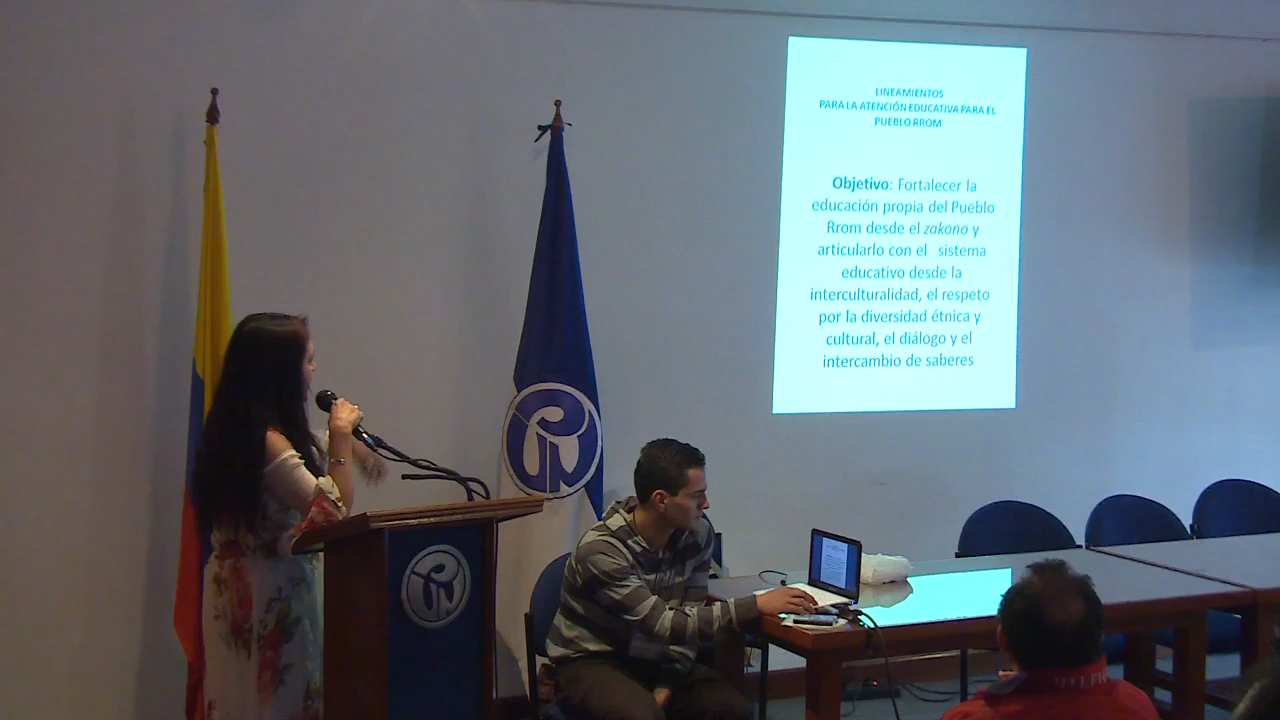 LINEAMIENTOS
PARA LA ATENCIÓN EDUCATIVA PARA EL
PUEBLO RROM
Objetivo: Fortalecer la
educación propia del Pueblo
Rrom desde el zakono y
articularlo con el sistema
educativo desde la
interculturalidad, el respeto
por la diversidad étnica y
cultural, el diálogo y el
intercambio de saberes